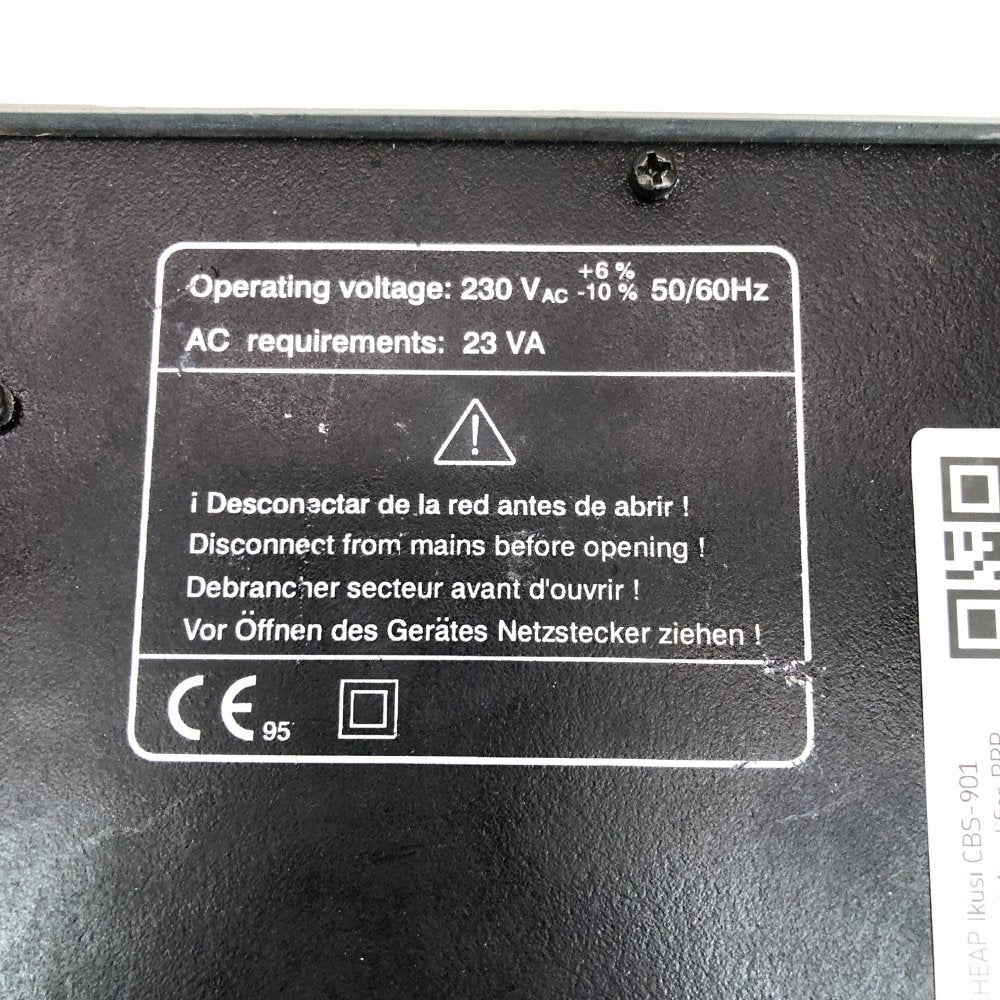 Operating voltage: 230 VAC +6 % -10 % 50/60Hz
AC requirements: 23 VA
¡ Desconectar de la red antes de abrir !
Disconnect from mains before opening !
Debrancher secteur avant d'ouvrir !
Vor Öffnen des Gerätes Netzstecker ziehen !
CE 95
HEAP Ikusi CBS-901